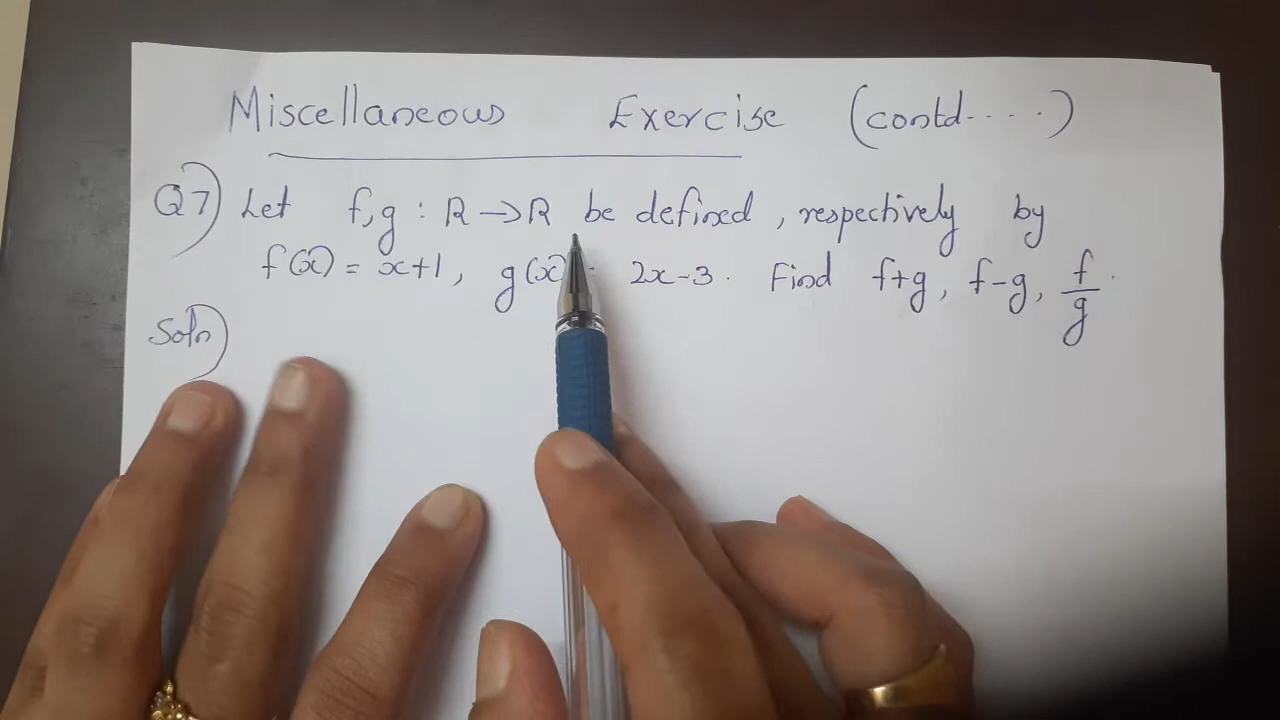 Miscellaneous Exercise (contd.....)
Q7) Let f,g : R → R be defined, respectively by
f(x) = x+1, g(x) = 2x-3. Find f+g, f-g, f/g.
Soln)